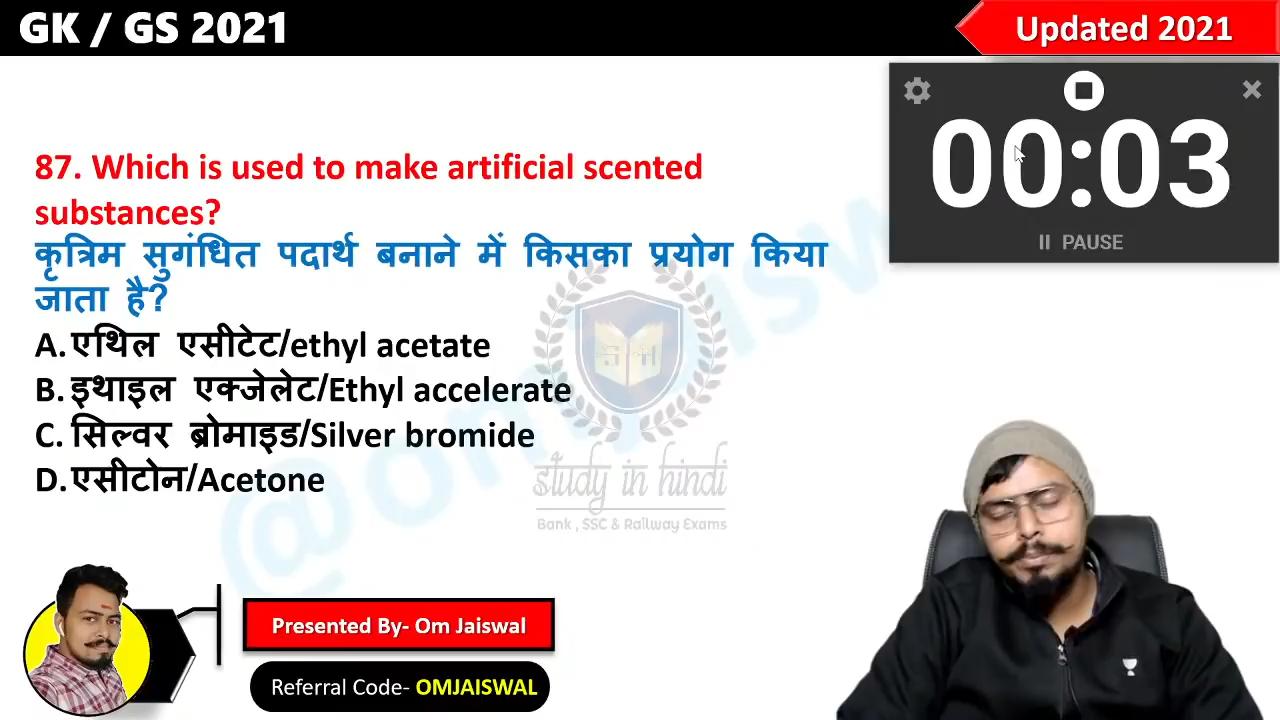 GK / GS 2021
Updated 2021
00:03
PAUSE
87. Which is used to make artificial scented
substances?
कृत्रिम सुगंधित पदार्थ बनाने में किसका प्रयोग किया
जाता है?
A. एथिल एसीटेट/ethyl acetate
B. इथाइल एक्जेलेट/Ethyl accelerate
C. सिल्वर ब्रोमाइड/Silver bromide
D. एसीटोन/Acetone
study in hindi
Bank , SSC & Railway Exams
Presented By- Om Jaiswal
Referral Code- OMJAISWAL